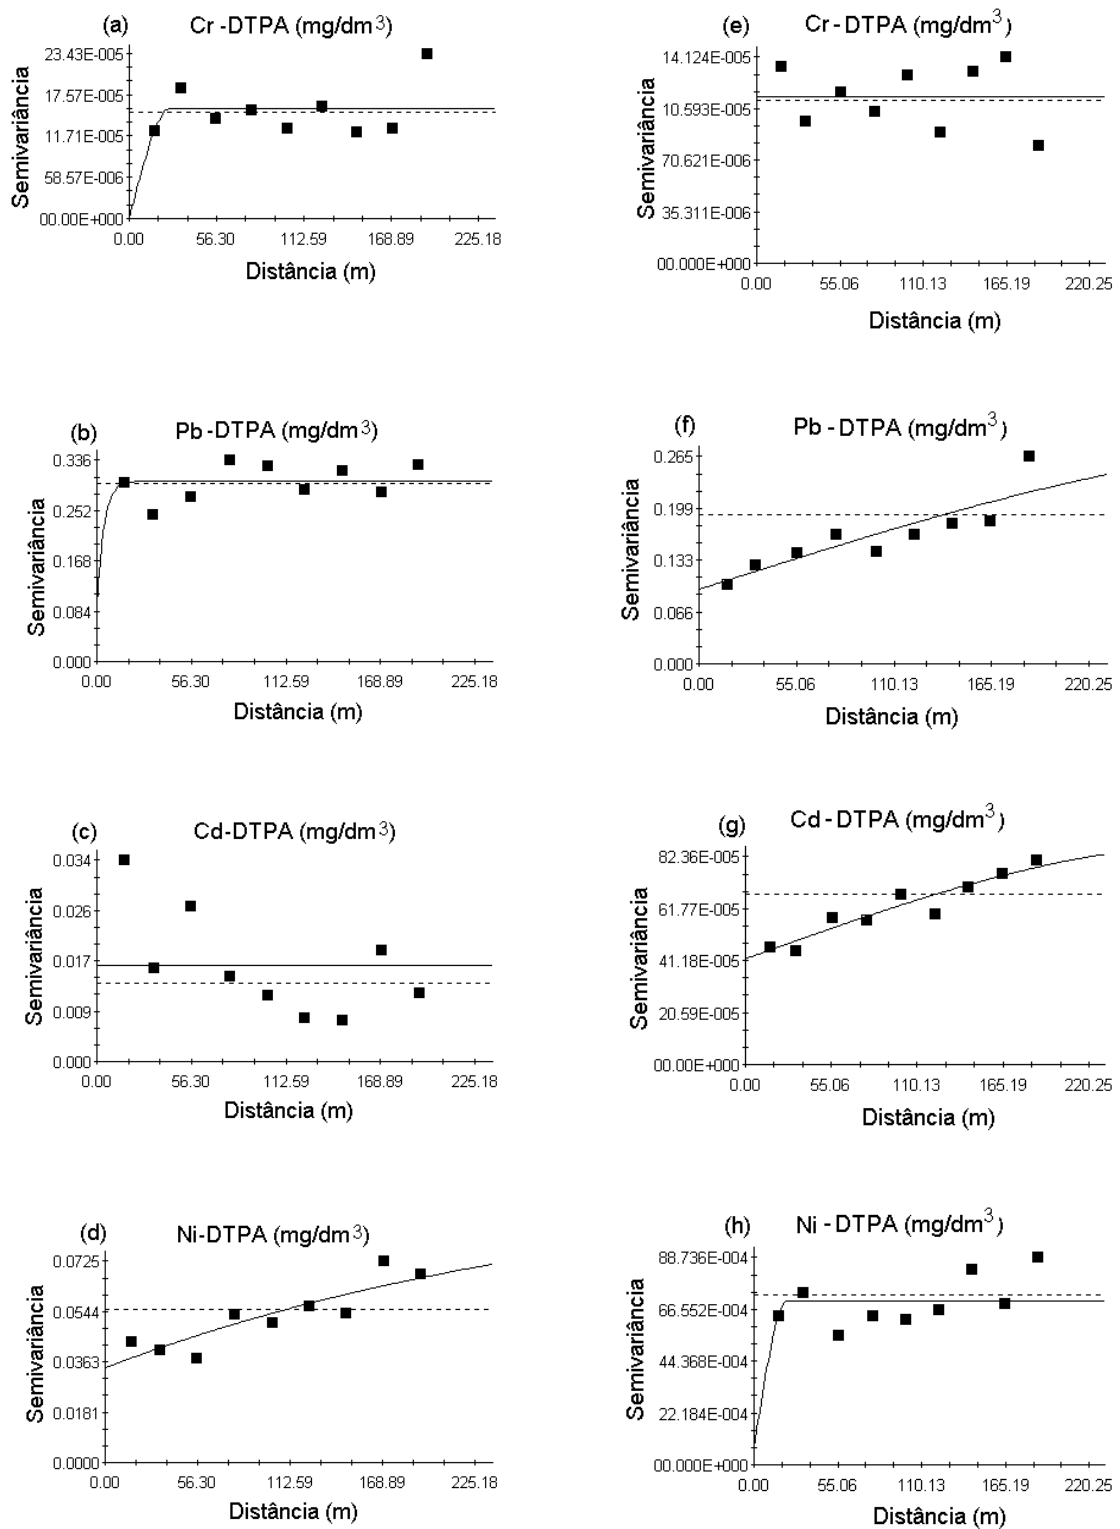 (a) Cr -DTPA (mg/dm3)
Semivariância
23.43E-005
17.57E-005
11.71E-005
58.57E-006
00.00E+000
0.00 56.30 112.59 168.89 225.18
Distância (m)
(e) Cr - DTPA (mg/dm3)
Semivariância
14.124E-005
10.593E-005
70.621E-006
35.311E-006
00.000E+000
0.00 55.06 110.13 165.19 220.25
Distância (m)
(b) Pb -DTPA (mg/dm3)
Semivariância
0.336
0.252
0.168
0.084
0.000
0.00 56.30 112.59 168.89 225.18
Distância (m)
(f) Pb - DTPA (mg/dm3)
Semivariância
0.265
0.199
0.133
0.066
0.000
0.00 55.06 110.13 165.19 220.25
Distância (m)
(c) Cd-DTPA (mg/dm3)
Semivariância
0.034
0.026
0.017
0.009
0.000
0.00 56.30 112.59 168.89 225.18
Distância (m)
(g) Cd - DTPA (mg/dm3)
Semivariância
82.36E-005
61.77E-005
41.18E-005
20.59E-005
00.00E+000
0.00 55.06 110.13 165.19 220.25
Distância (m)
(d) Ni-DTPA (mg/dm3)
Semivariância
0.0725
0.0544
0.0363
0.0181
0.0000
0.00 56.30 112.59 168.89 225.18
Distância (m)
(h) Ni - DTPA (mg/dm3)
Semivariância
88.736E-004
66.552E-004
44.368E-004
22.184E-004
00.000E+000
0.00 55.06 110.13 165.19 220.25
Distância (m)